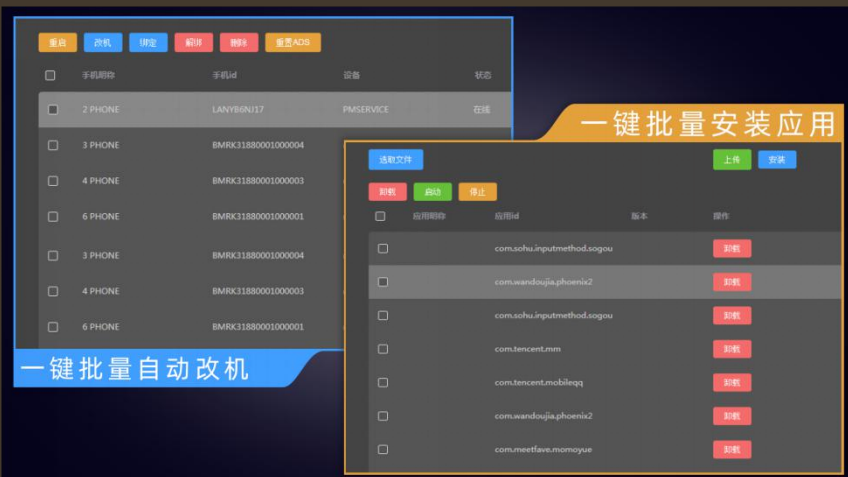 重启 改机 绑定 解绑 删除 重置ADS
手机昵称 手机id 设备 状态
2 PHONE LANYB6NJ17 PMSERVICE 在线
3 PHONE BMRK31880001000004
4 PHONE BMRK31880001000003
6 PHONE BMRK31880001000001
3 PHONE BMRK31880001000004
4 PHONE BMRK31880001000003
6 PHONE BMRK31880001000001
一键批量自动改机
一键批量安装应用
选取文件 上传 安装
卸载 启动 停止
应用昵称 应用id 版本 操作
com.sohu.inputmethod.sogou 卸载
com.wandoujia.phoenix2 卸载
com.sohu.inputmethod.sogou 卸载
com.tencent.mm 卸载
com.tencent.mobileqq 卸载
com.wandoujia.phoenix2 卸载
com.meetfave.momoyue 卸载